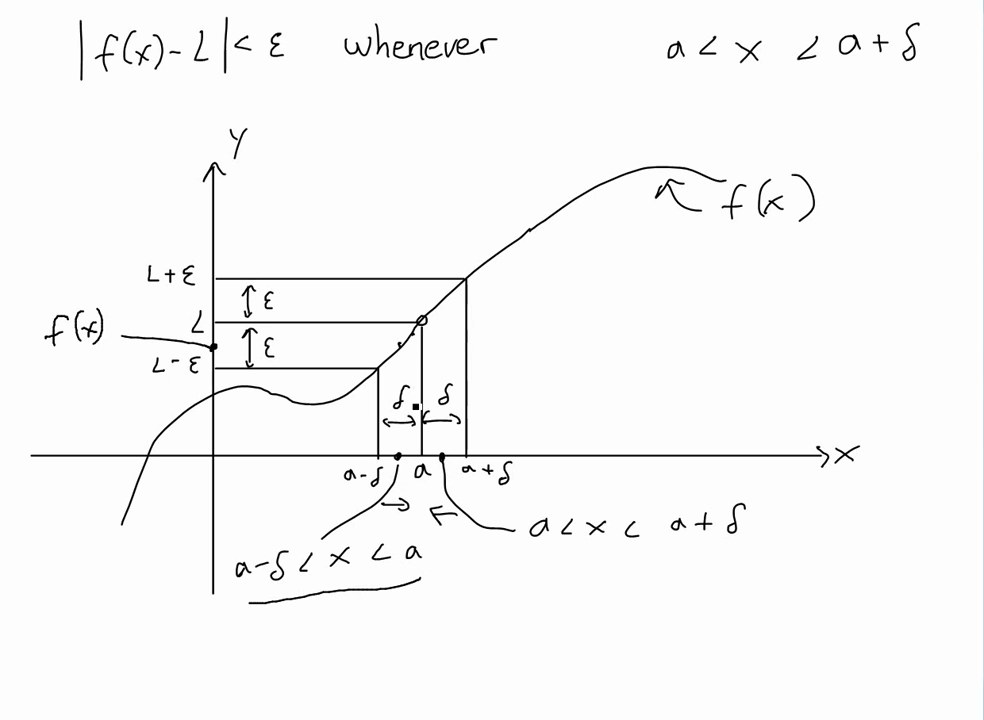 |f(x)-L|< ε whenever a < x < a+δ
y
f(x)
L+ε
ε
L
f(x)
ε
L-ε
δ δ
a-δ a a+δ x
a < x < a+δ
a-δ < x < a